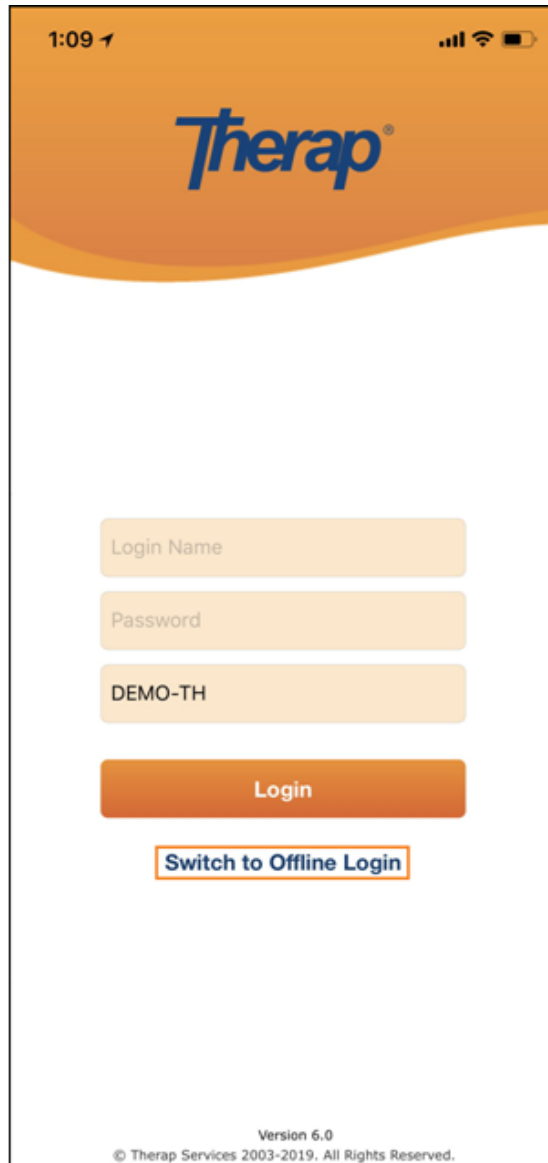 1:09
Therap®
Login Name
Password
DEMO-TH
Login
Switch to Offline Login
Version 6.0
© Therap Services 2003-2019. All Rights Reserved.